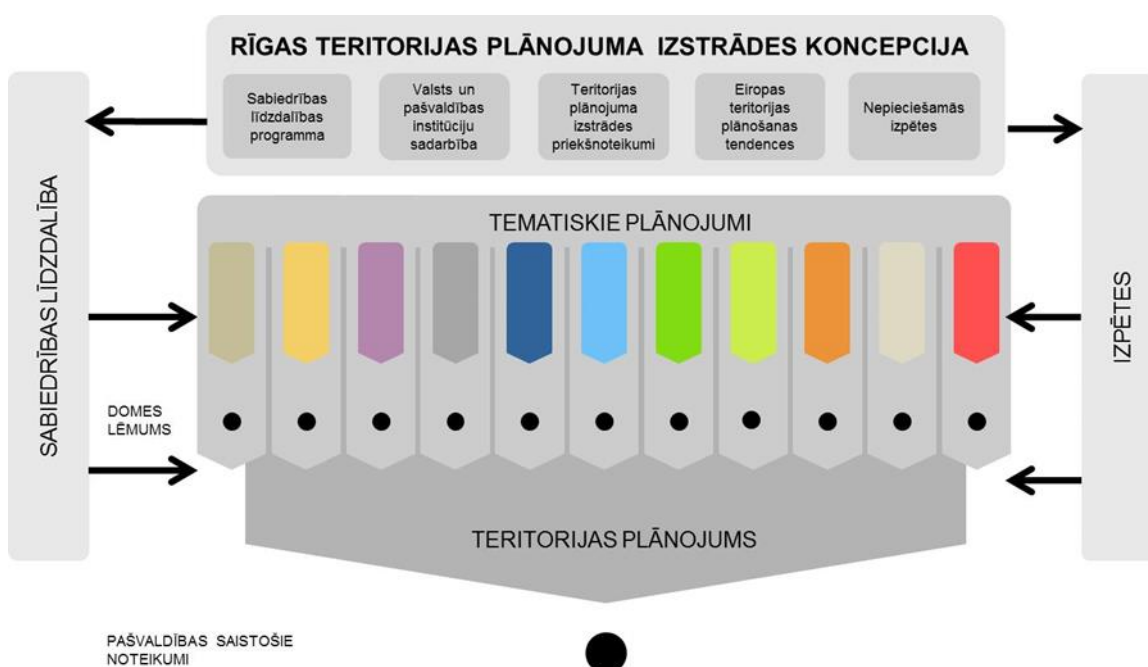 RĪGAS TERITORIJAS PLĀNOJUMA IZSTRĀDES KONCEPCIJA
Sabiedrības
līdzdalības
programma
Valsts un
pašvaldības
institūciju
sadarbība
Teritorijas
plānojuma
izstrādes
priekšnoteikumi
Eiropas
teritorijas
plānošanas
tendences
Nepieciešamās
izpētes
SABIEDRĪBAS LĪDZDALĪBA
TEMATISKIE PLĀNOJUMI
IZPĒTES
DOMES
LĒMUMS
TERITORIJAS PLĀNOJUMS
PAŠVALDĪBAS SAISTOŠIE
NOTEIKUMI